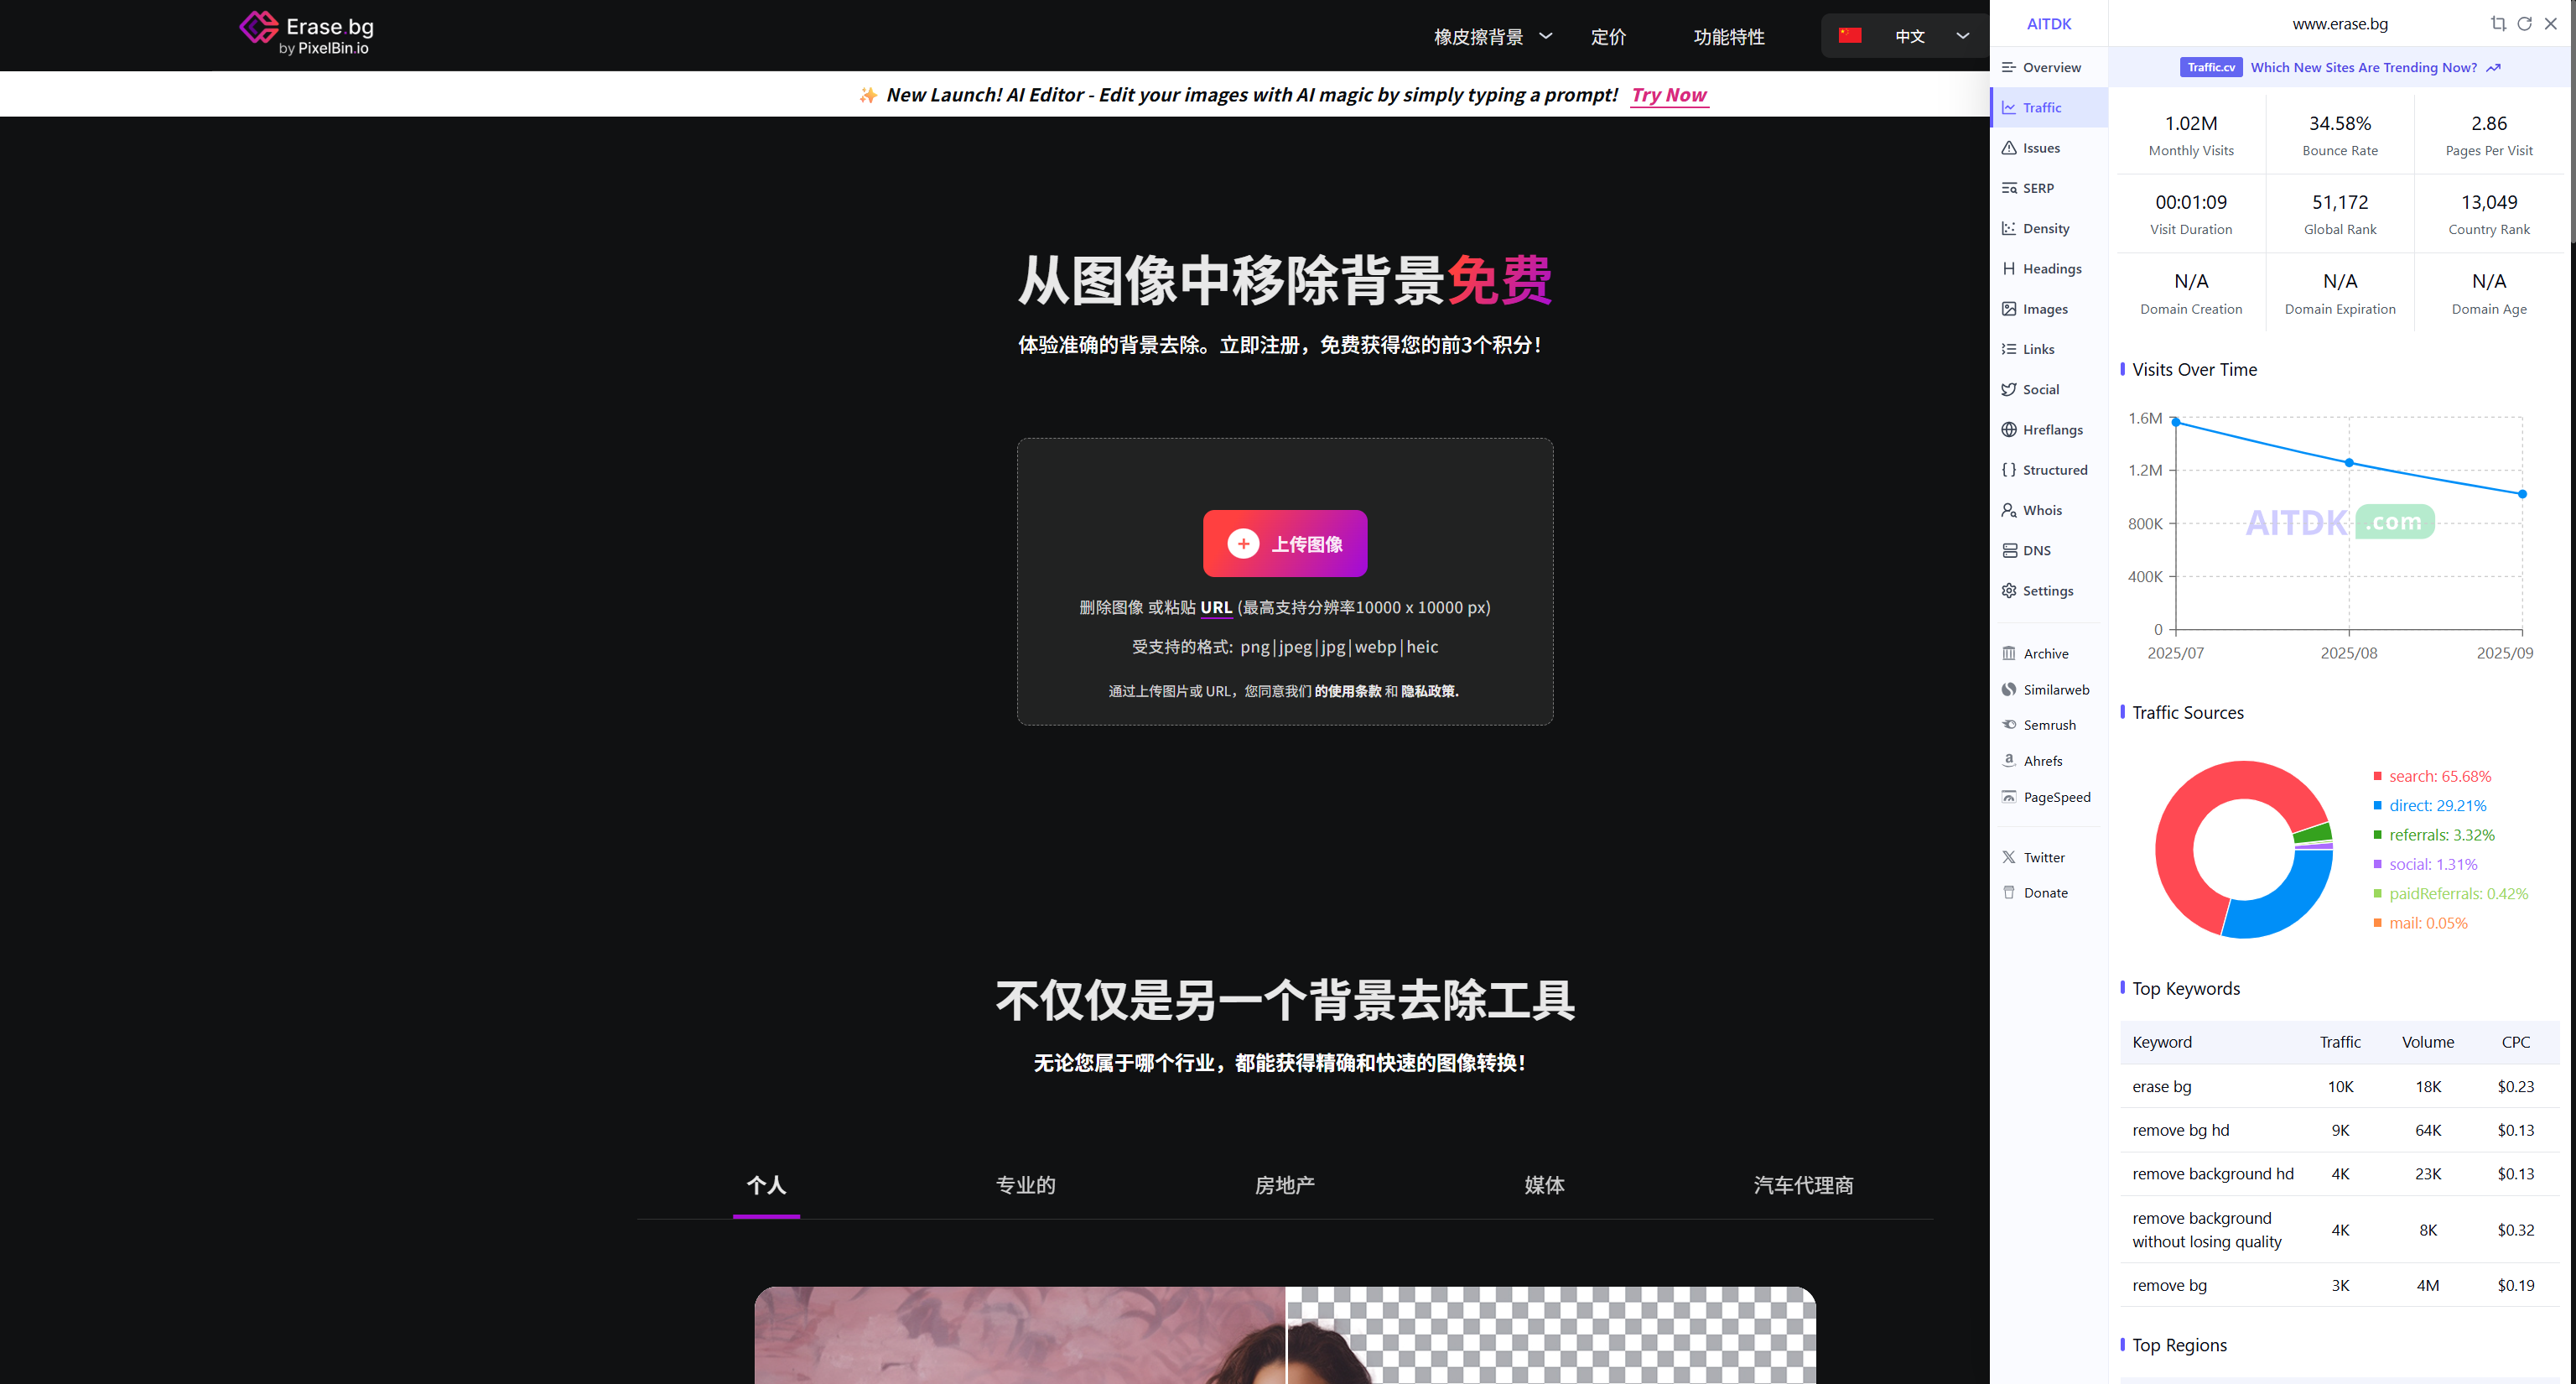 Erase.bg
by PixelBin.io
橡皮擦背景
定价
功能特性
中文
✨ New Launch! AI Editor - Edit your images with AI magic by simply typing a prompt! Try Now
从图像中移除背景免费
体验准确的背景去除。立即注册，免费获得您的前3个积分！
上传图像
删除图像 或粘贴 URL (最高支持分辨率10000 x 10000 px)
受支持的格式: png|jpeg|jpg|webp|heic
通过上传图片或 URL，您同意我们 的使用条款 和 隐私政策.
不仅仅是另一个背景去除工具
无论您属于哪个行业，都能获得精确和快速的图像转换！
个人
专业的
房地产
媒体
汽车代理商
AITDK
Overview
Traffic
Issues
SERP
Density
Headings
Images
Links
Social
Hreflangs
Structured
Whois
DNS
Settings
Archive
Similarweb
Semrush
Ahrefs
PageSpeed
Twitter
Donate
www.erase.bg
Traffic.cv Which New Sites Are Trending Now?
1.02M 34.58% 2.86
Monthly Visits Bounce Rate Pages Per Visit
00:01:09 51,172 13,049
Visit Duration Global Rank Country Rank
N/A N/A N/A
Domain Creation Domain Expiration Domain Age
Visits Over Time
1.6M
1.2M
800K
400K
0
2025/07 2025/08 2025/09
AITDK .com
Traffic Sources
search: 65.68%
direct: 29.21%
referrals: 3.32%
social: 1.31%
paidReferrals: 0.42%
mail: 0.05%
Top Keywords
Keyword Traffic Volume CPC
erase bg 10K 18K $0.23
remove bg hd 9K 64K $0.13
remove background hd 4K 23K $0.13
remove background
without losing quality 4K 8K $0.32
remove bg 3K 4M $0.19
Top Regions